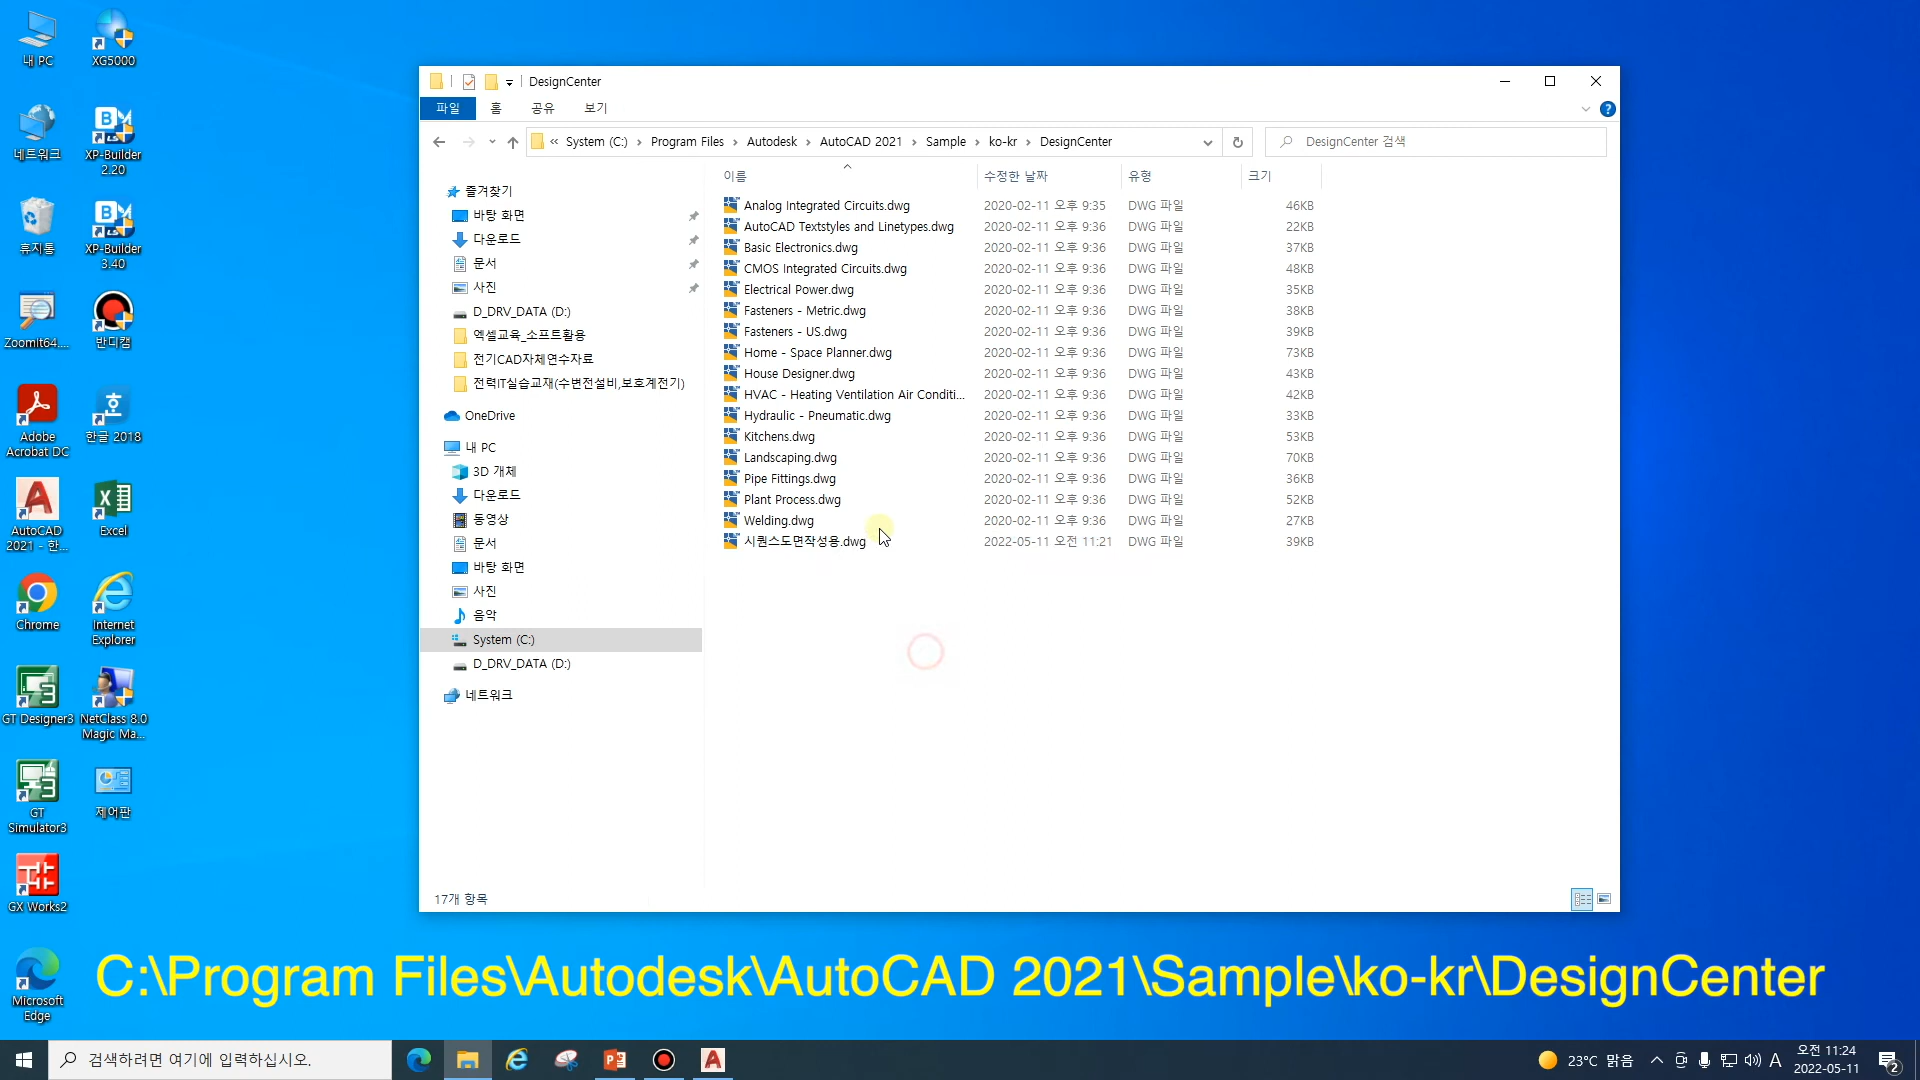 내 PC
XG5000
네트워크
XP-Builder
2.20
휴지통
XP-Builder
3.40
Zoomit64....
반디캠
Adobe
Acrobat DC
한글 2018
AutoCAD
2021 - 한...
Excel
Chrome
Internet
Explorer
GT Designer3
NetClass 8.0
Magic Ma...
GT
Simulator3
제어판
GX Works2
Microsoft
Edge
DesignCenter
파일 홈 공유 보기
« System (C:) › Program Files › Autodesk › AutoCAD 2021 › Sample › ko-kr › DesignCenter
DesignCenter 검색
즐겨찾기
바탕 화면
다운로드
문서
사진
D_DRV_DATA (D:)
엑셀교육_소프트활용
전기CAD자체연수자료
전력IT실습교재(수변전설비,보호계전기)
OneDrive
내 PC
3D 개체
다운로드
동영상
문서
바탕 화면
사진
음악
System (C:)
D_DRV_DATA (D:)
네트워크
이름 수정한 날짜 유형 크기
Analog Integrated Circuits.dwg 2020-02-11 오후 9:35 DWG 파일 46KB
AutoCAD Textstyles and Linetypes.dwg 2020-02-11 오후 9:36 DWG 파일 22KB
Basic Electronics.dwg 2020-02-11 오후 9:36 DWG 파일 37KB
CMOS Integrated Circuits.dwg 2020-02-11 오후 9:36 DWG 파일 48KB
Electrical Power.dwg 2020-02-11 오후 9:36 DWG 파일 35KB
Fasteners - Metric.dwg 2020-02-11 오후 9:36 DWG 파일 38KB
Fasteners - US.dwg 2020-02-11 오후 9:36 DWG 파일 39KB
Home - Space Planner.dwg 2020-02-11 오후 9:36 DWG 파일 73KB
House Designer.dwg 2020-02-11 오후 9:36 DWG 파일 43KB
HVAC - Heating Ventilation Air Conditi... 2020-02-11 오후 9:36 DWG 파일 42KB
Hydraulic - Pneumatic.dwg 2020-02-11 오후 9:36 DWG 파일 33KB
Kitchens.dwg 2020-02-11 오후 9:36 DWG 파일 53KB
Landscaping.dwg 2020-02-11 오후 9:36 DWG 파일 70KB
Pipe Fittings.dwg 2020-02-11 오후 9:36 DWG 파일 36KB
Plant Process.dwg 2020-02-11 오후 9:36 DWG 파일 52KB
Welding.dwg 2020-02-11 오후 9:36 DWG 파일 27KB
시퀀스도면작성용.dwg 2022-05-11 오전 11:21 DWG 파일 39KB
17개 항목
C:\Program Files\Autodesk\AutoCAD 2021\Sample\ko-kr\DesignCenter
검색하려면 여기에 입력하십시오.
23°C 맑음
A
오전 11:24
2022-05-11
2